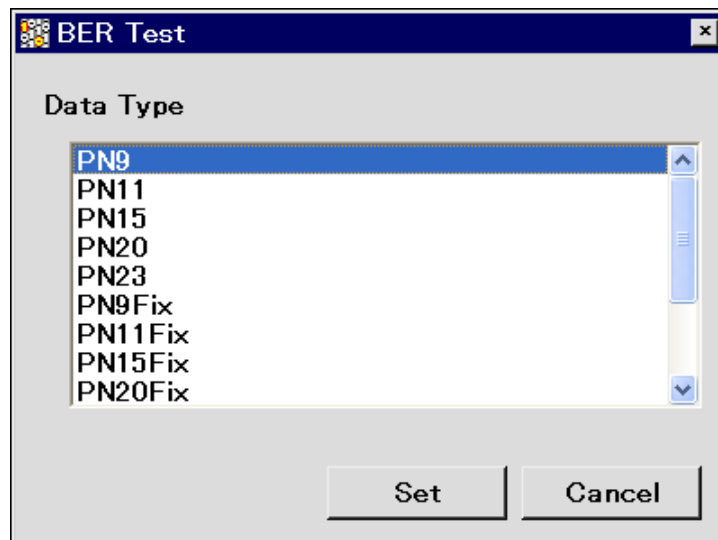 BER Test
Data Type
PN9
PN11
PN15
PN20
PN23
PN9Fix
PN11Fix
PN15Fix
PN20Fix
Set Cancel